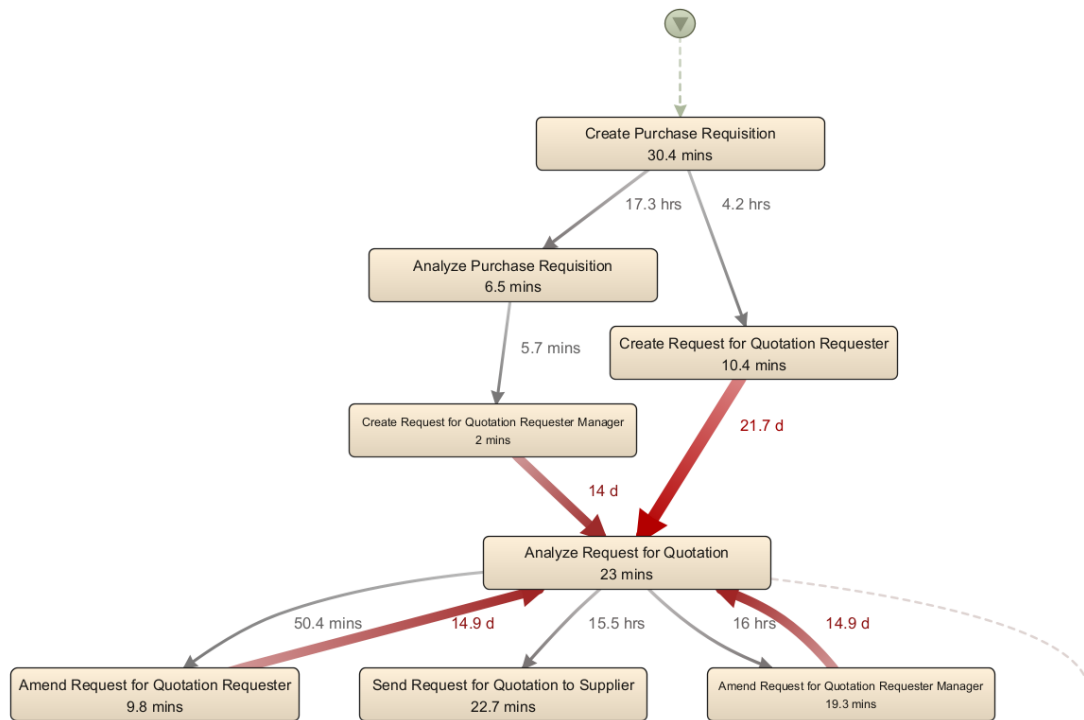 Create Purchase Requisition
30.4 mins
17.3 hrs
4.2 hrs
Analyze Purchase Requisition
6.5 mins
5.7 mins
Create Request for Quotation Requester
10.4 mins
Create Request for Quotation Requester Manager
2 mins
21.7 d
14 d
Analyze Request for Quotation
23 mins
50.4 mins
14.9 d
15.5 hrs
16 hrs
14.9 d
Amend Request for Quotation Requester
9.8 mins
Send Request for Quotation to Supplier
22.7 mins
Amend Request for Quotation Requester Manager
19.3 mins